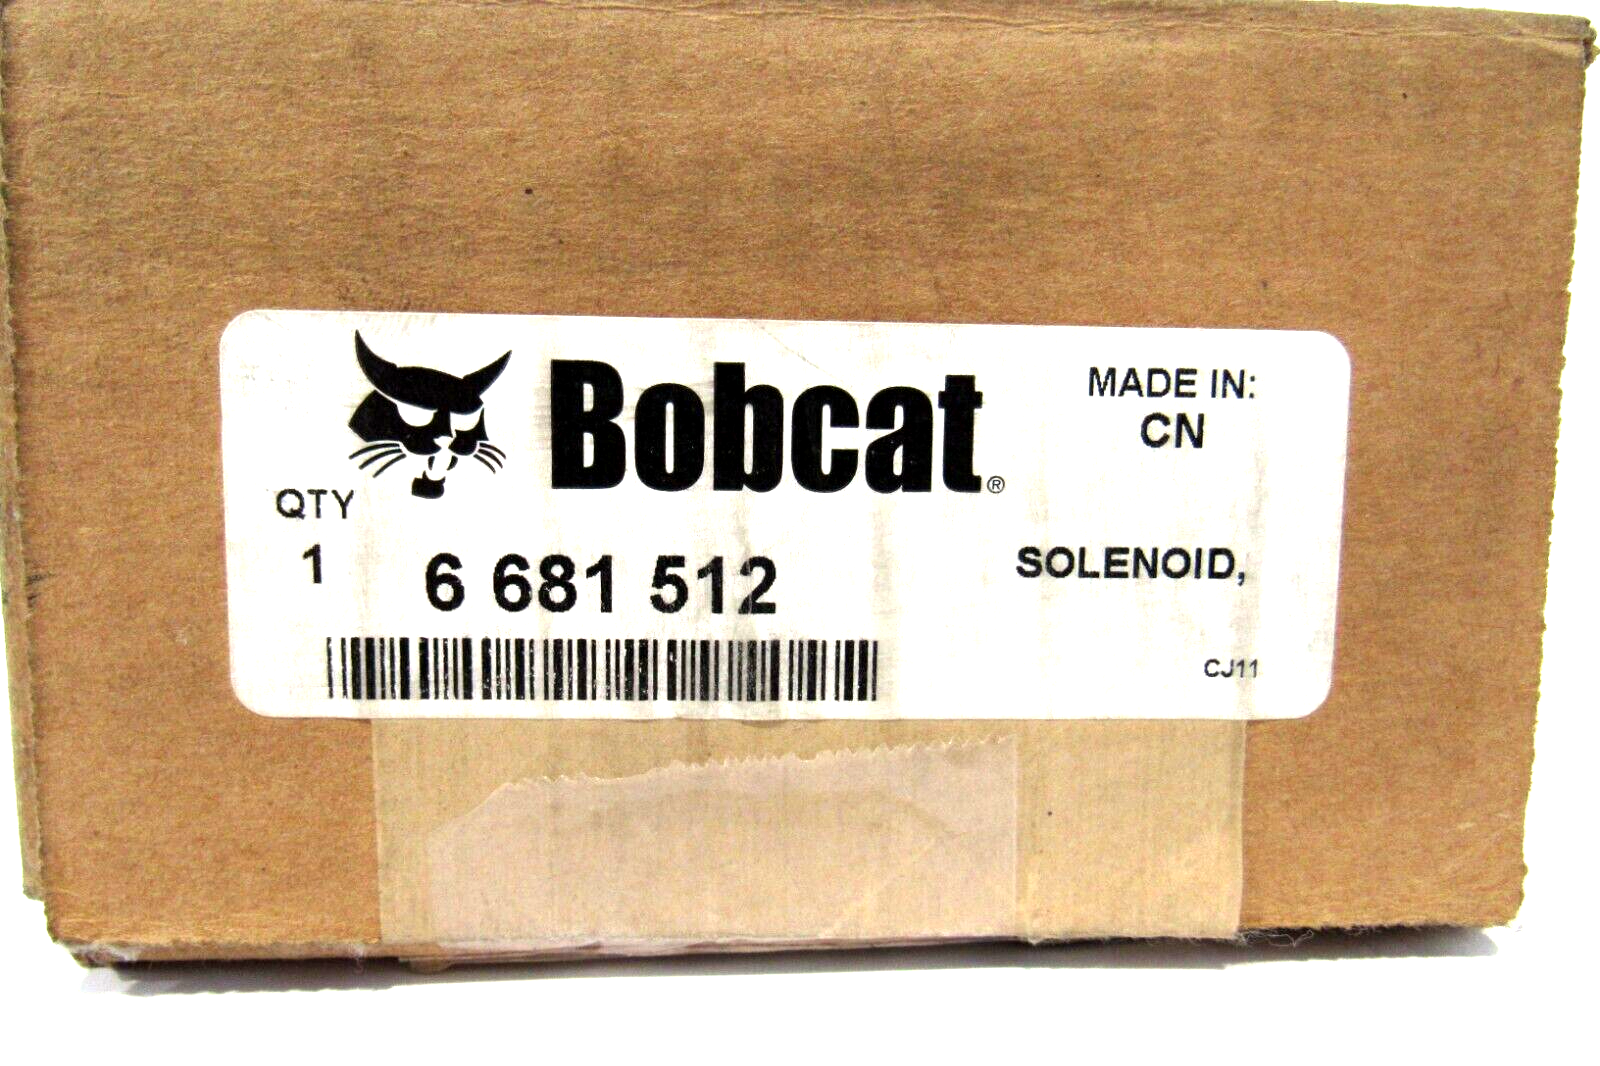 Bobcat®
MADE IN:
CN
QTY
1
6 681 512
SOLENOID,
CJ11